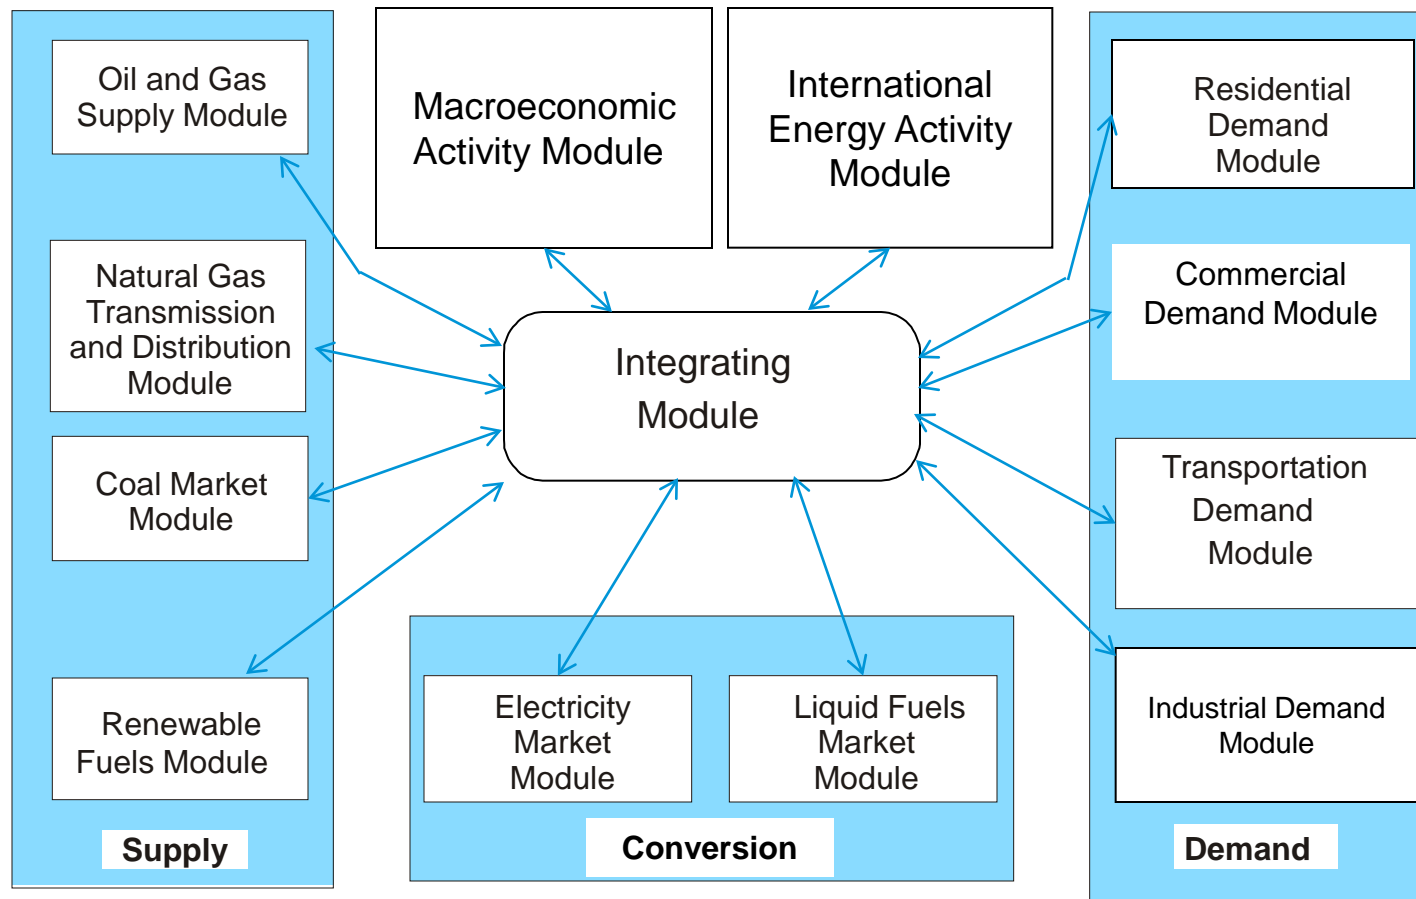 Oil and Gas
Supply Module
Natural Gas
Transmission
and Distribution
Module
Coal Market
Module
Renewable
Fuels Module
Supply
Macroeconomic
Activity Module
International
Energy Activity
Module
Integrating
Module
Electricity
Market
Module
Liquid Fuels
Market
Module
Conversion
Residential
Demand
Module
Commercial
Demand Module
Transportation
Demand
Module
Industrial Demand
Module
Demand